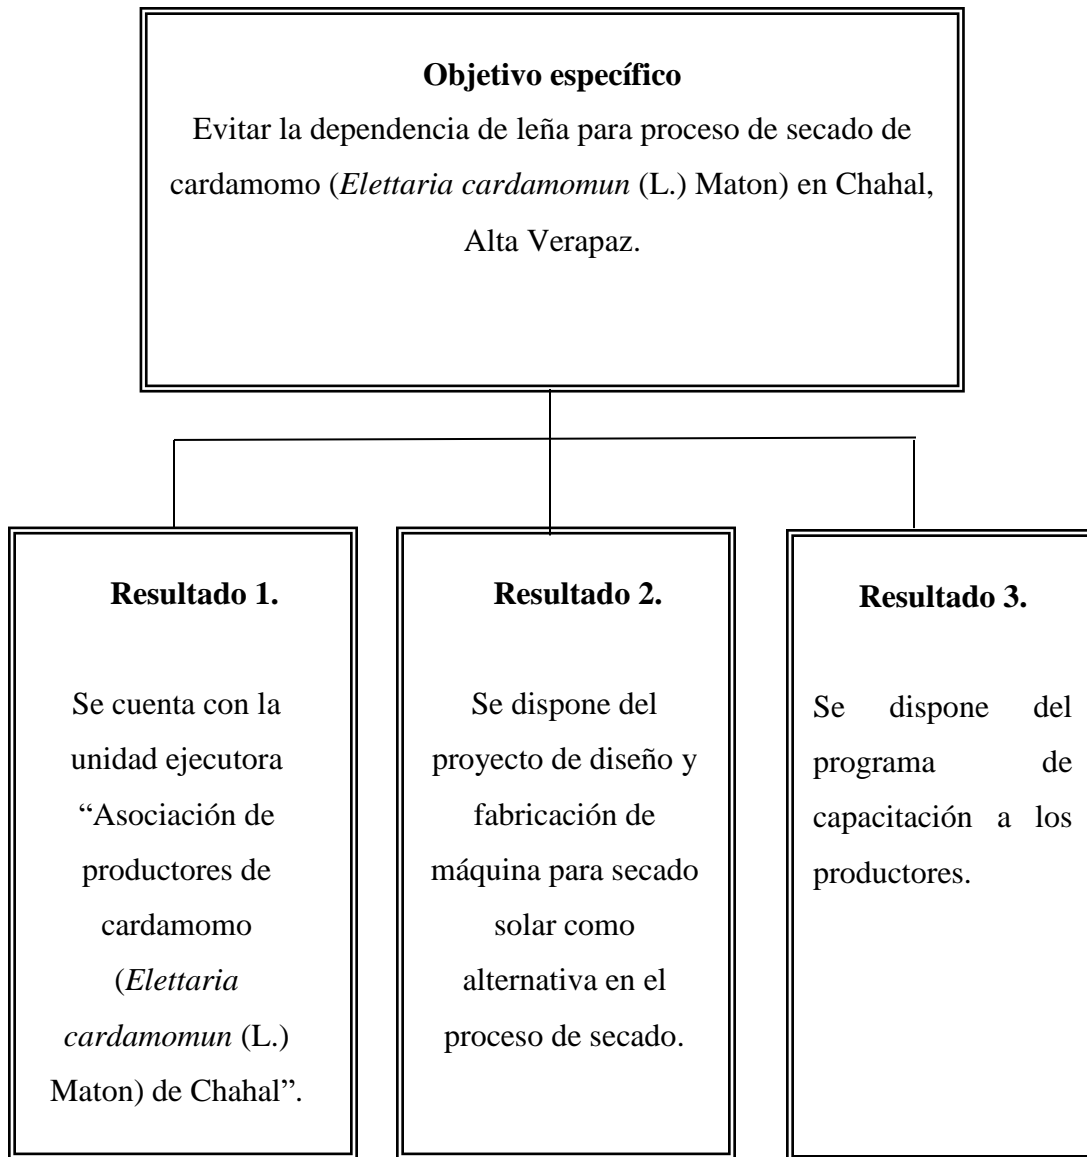 Objetivo específico
Evitar la dependencia de leña para proceso de secado de
cardamomo (Elettaria cardamomun (L.) Maton) en Chahal,
Alta Verapaz.
Resultado 1.
Se cuenta con la
unidad ejecutora
“Asociación de
productores de
cardamomo
(Elettaria
cardamomun (L.)
Maton) de Chahal”.
Resultado 2.
Se dispone del
proyecto de diseño y
fabricación de
máquina para secado
solar como
alternativa en el
proceso de secado.
Resultado 3.
Se dispone del
programa de
capacitación a los
productores.